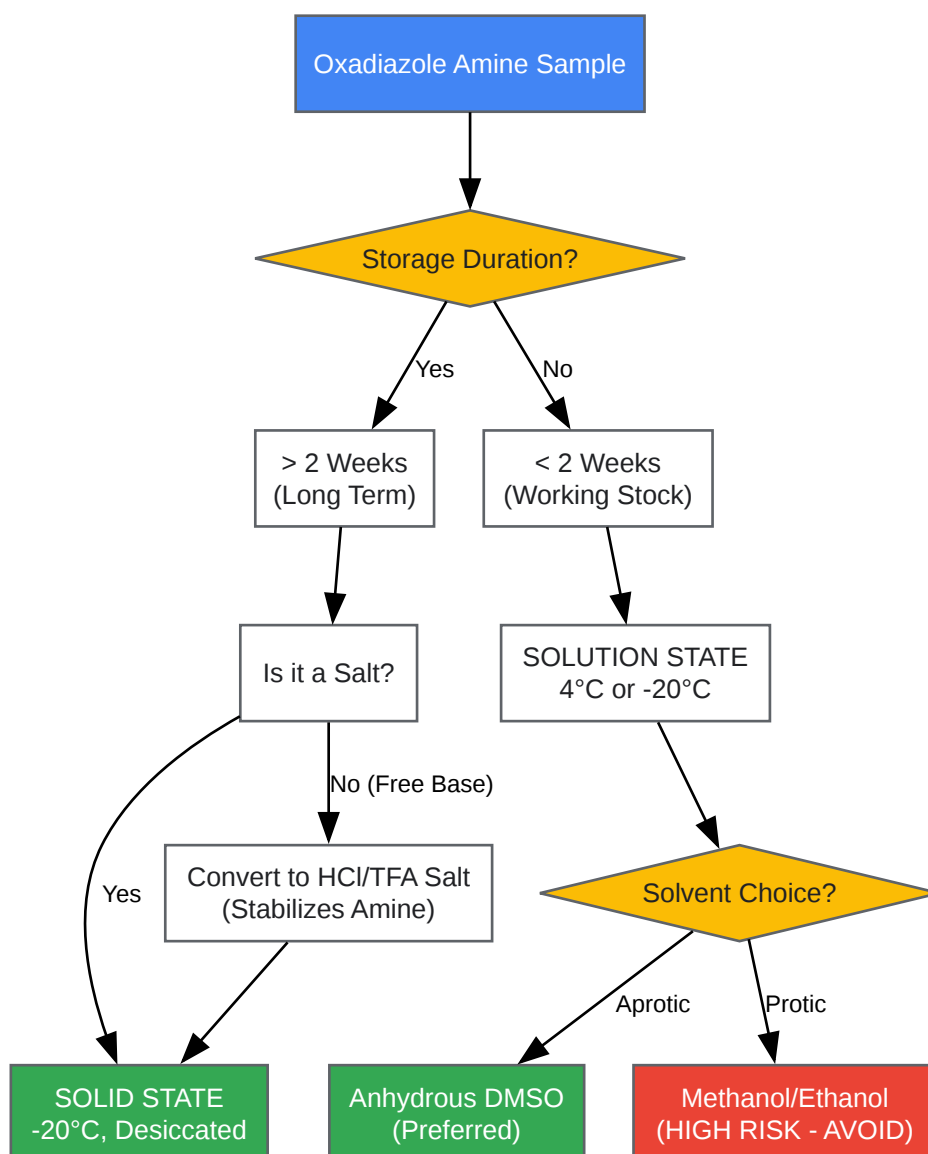 Oxadiazole Amine Sample
Storage Duration?
Yes
No
> 2 Weeks
(Long Term)
< 2 Weeks
(Working Stock)
Is it a Salt?
SOLUTION STATE
4°C or -20°C
No (Free Base)
Yes
Convert to HCl/TFA Salt
(Stabilizes Amine)
Solvent Choice?
Aprotic
Protic
SOLID STATE
-20°C, Desiccated
Anhydrous DMSO
(Preferred)
Methanol/Ethanol
(HIGH RISK - AVOID)